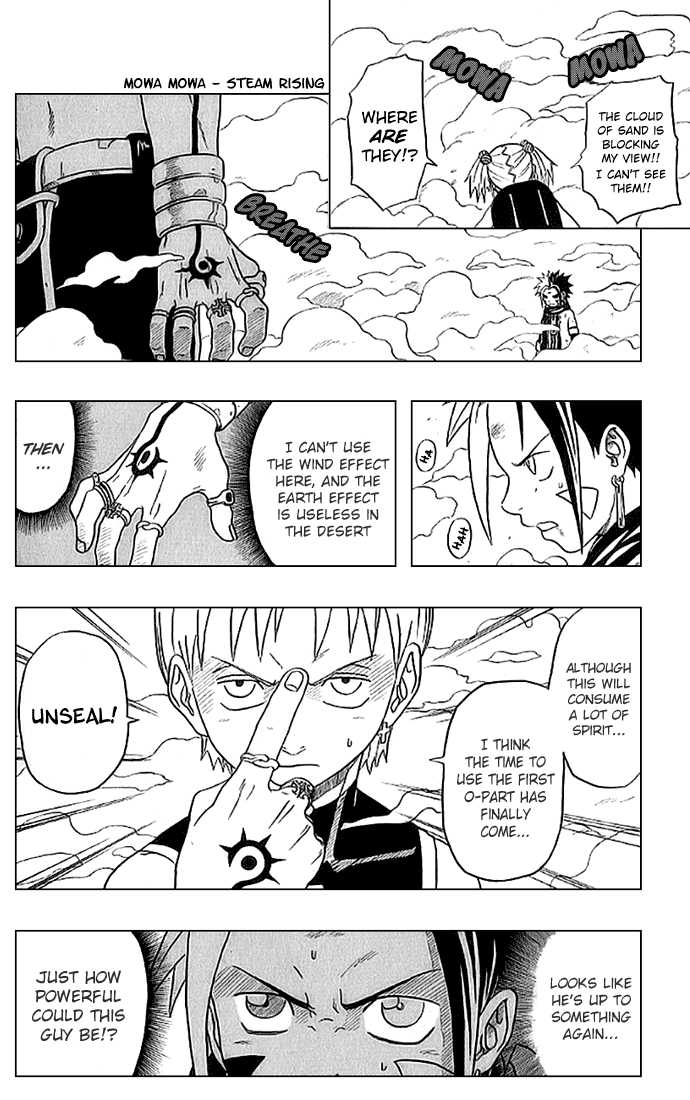 MOWA
MOWA
THE CLOUD
OF SAND IS
BLOCKING
MY VIEW!!
I CAN'T SEE
THEM!!
WHERE
ARE
THEY!?
MOWA MOWA - STEAM RISING
BREATHE
HA
HAH
I CAN'T USE
THE WIND EFFECT
HERE, AND THE
EARTH EFFECT
IS USELESS IN
THE DESERT
THEN
...
ALTHOUGH
THIS WILL
CONSUME
A LOT OF
SPIRIT...
I THINK
THE TIME TO
USE THE FIRST
O-PART HAS
FINALLY
COME...
UNSEAL!
LOOKS LIKE
HE'S UP TO
SOMETHING
AGAIN...
JUST HOW
POWERFUL
COULD THIS
GUY BE!?